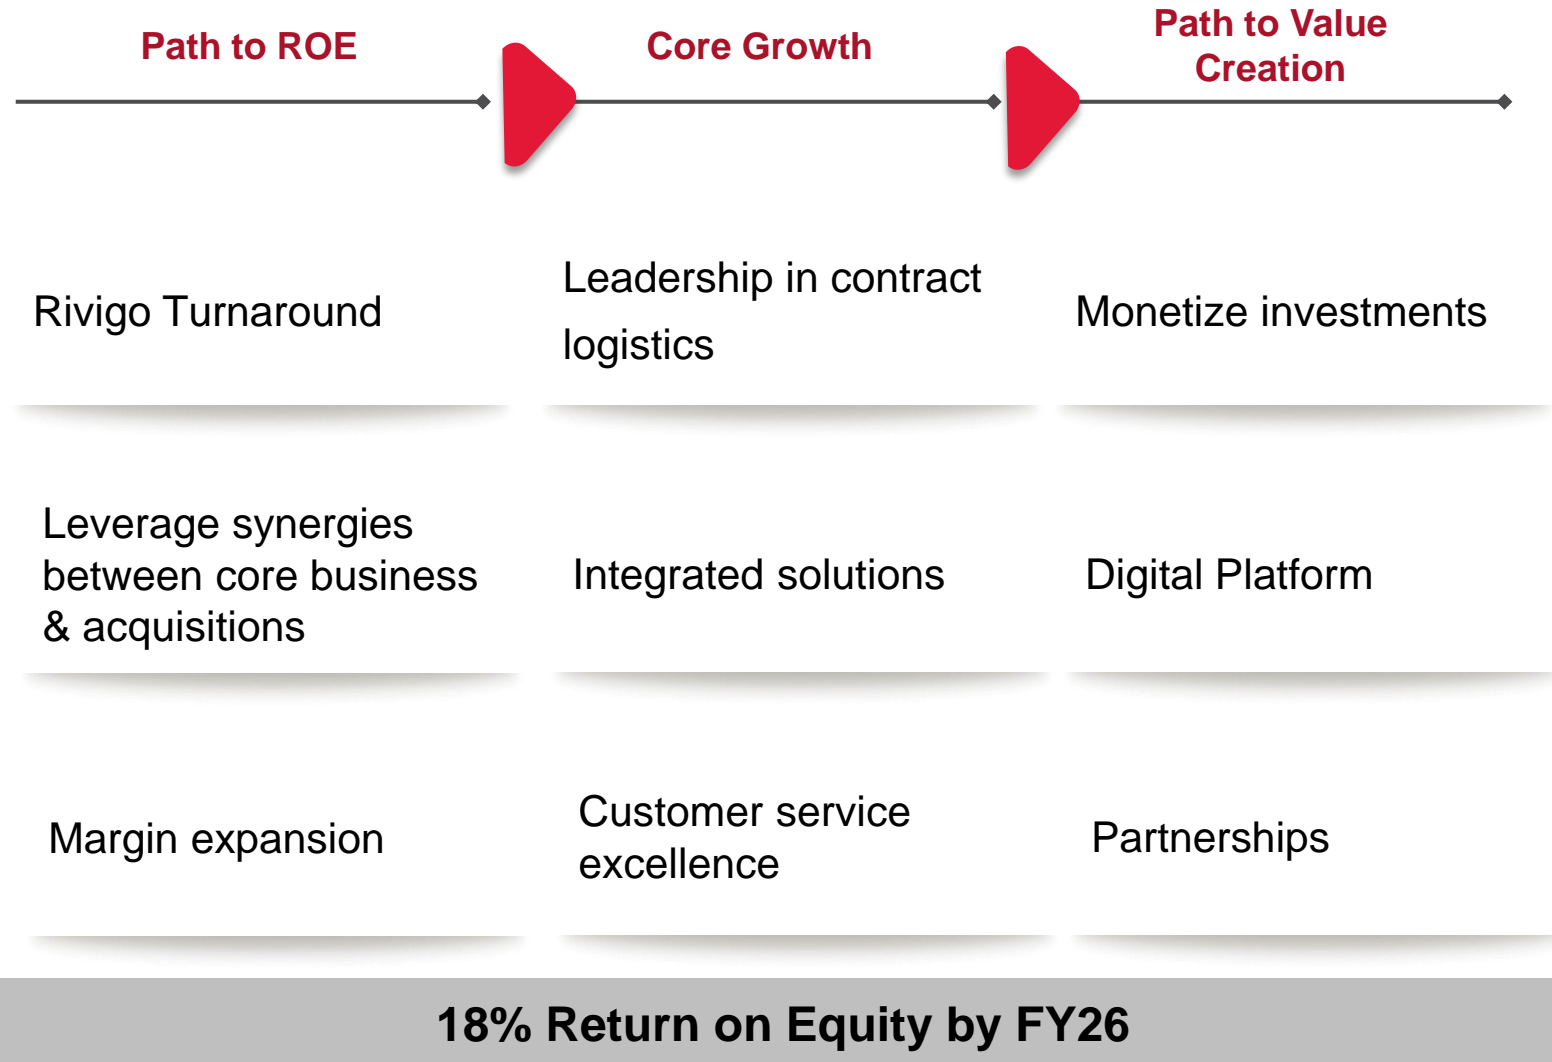 Path to ROE
Core Growth
Path to Value
Creation
Rivigo Turnaround
Leadership in contract
logistics
Monetize investments
Leverage synergies
between core business
& acquisitions
Integrated solutions
Digital Platform
Margin expansion
Customer service
excellence
Partnerships
18% Return on Equity by FY26